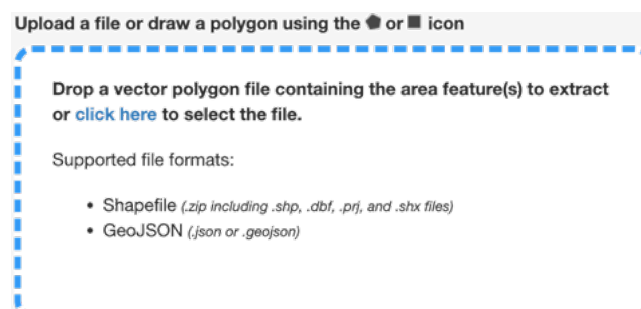 Upload a file or draw a polygon using the ⬟ or ■ icon
Drop a vector polygon file containing the area feature(s) to extract
or click here to select the file.
Supported file formats:
• Shapefile (.zip including .shp, .dbf, .prj, and .shx files)
• GeoJSON (.json or .geojson)